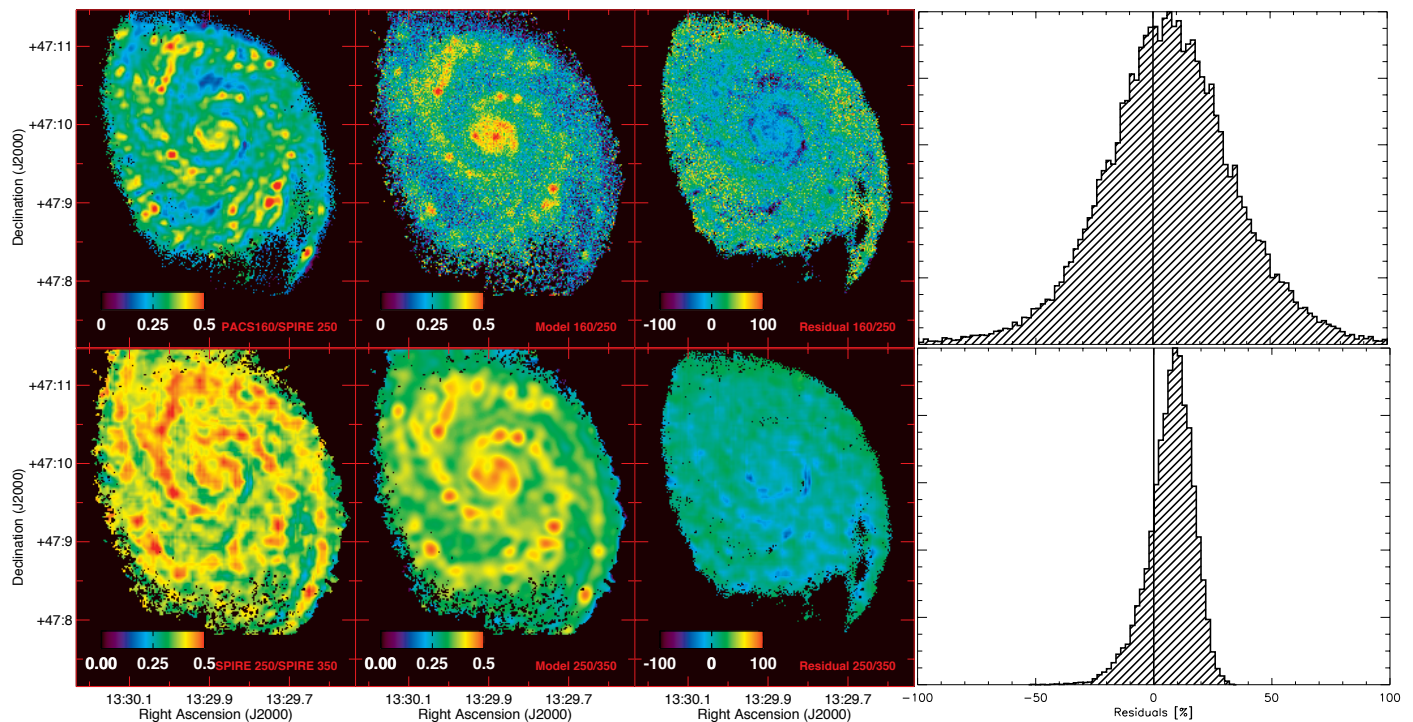 Declination (J2000)
+47:11
+47:10
+47:9
+47:8
0 0.25 0.5 PACS160/SPIRE 250
0 0.25 0.5 Model 160/250
-100 0 100 Residual 160/250
Declination (J2000)
+47:11
+47:10
+47:9
+47:8
0.00 0.25 0.5 SPIRE 250/SPIRE 350
0.00 0.25 0.5 Model 250/350
-100 0 100 Residual 250/350
13:30.1 13:29.9 13:29.7
13:30.1 13:29.9 13:29.7
13:30.1 13:29.9 13:29.7
-100 -50 0 50 100
Right Ascension (J2000)
Right Ascension (J2000)
Right Ascension (J2000)
Residuals [%]